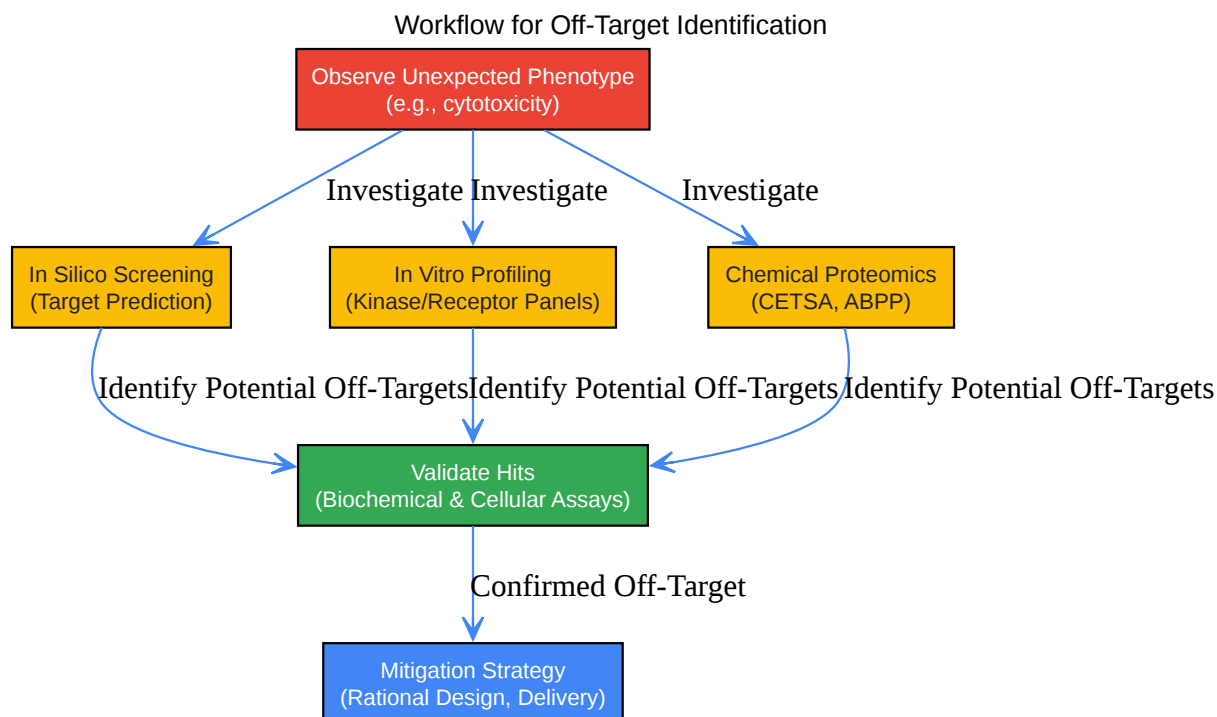 Workflow for Off-Target Identification
Observe Unexpected Phenotype
(e.g., cytotoxicity)
Investigate
Investigate
Investigate
In Silico Screening
(Target Prediction)
In Vitro Profiling
(Kinase/Receptor Panels)
Chemical Proteomics
(CETSA, ABPP)
Identify Potential Off-Targets
Identify Potential Off-Targets
Identify Potential Off-Targets
Validate Hits
(Biochemical & Cellular Assays)
Confirmed Off-Target
Mitigation Strategy
(Rational Design, Delivery)